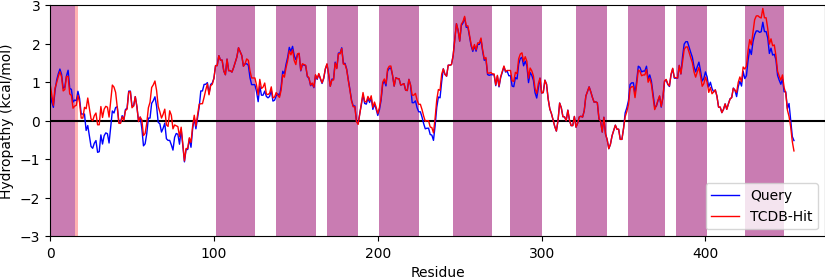 3
2
1
0
−1
−2
−3
Hydropathy (kcal/mol)
0 100 200 300 400
Residue
Query
TCDB-Hit